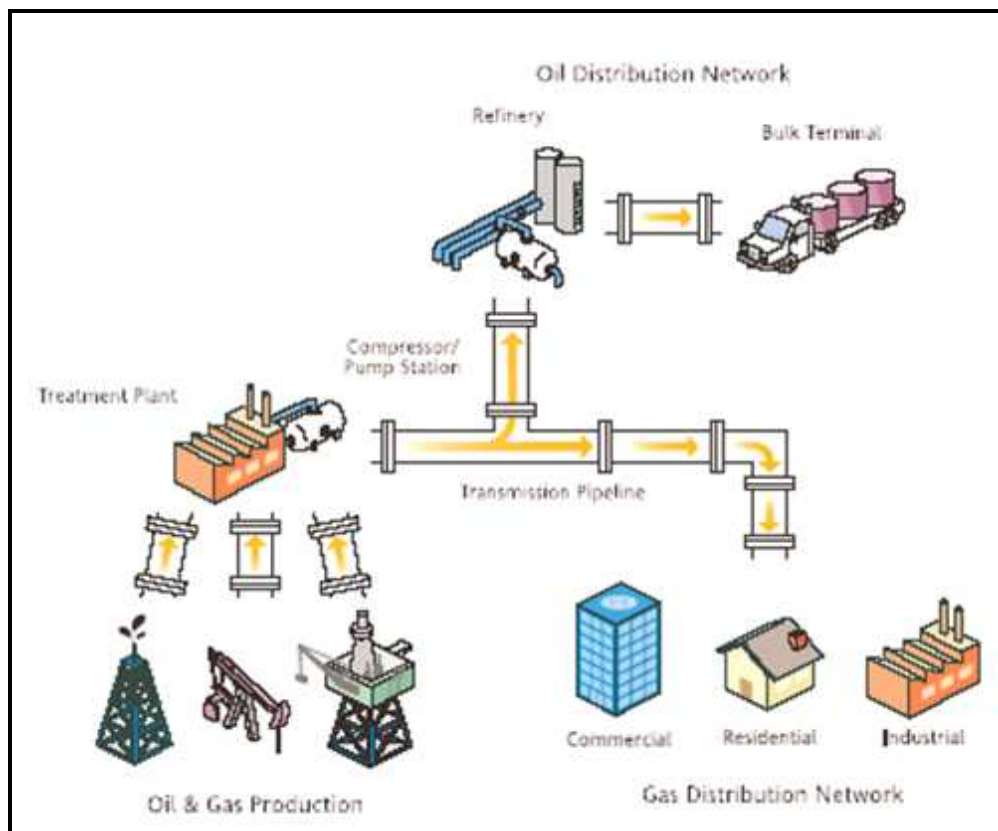 Oil Distribution Network
Refinery
Bulk Terminal
Compressor/
Pump Station
Treatment Plant
Transmission Pipeline
Commercial
Residential
Industrial
Oil & Gas Production
Gas Distribution Network